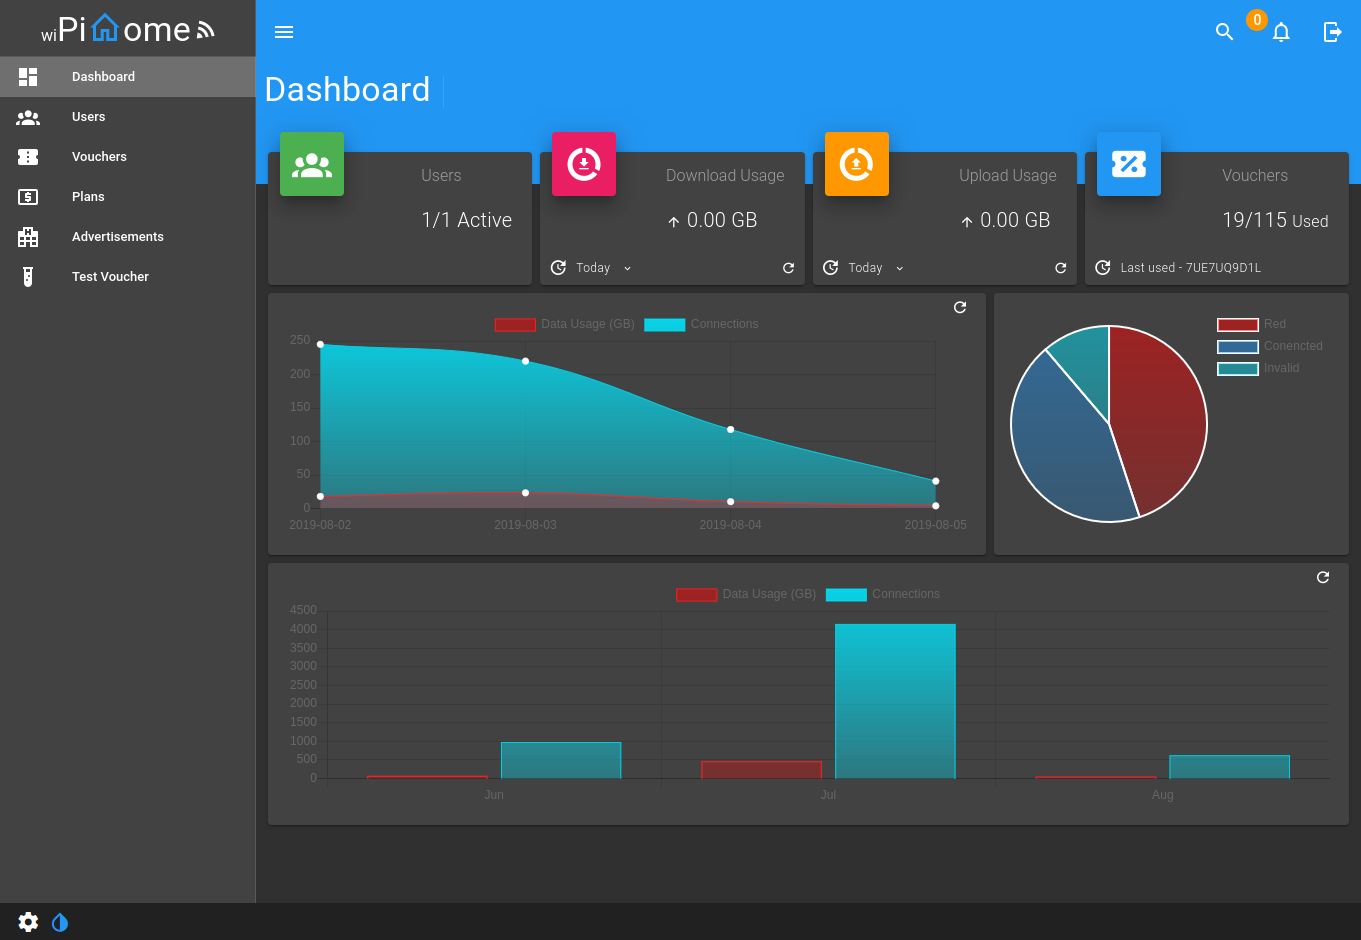 wiPi ome
0
Dashboard
Users
Vouchers
Plans
Advertisements
Test Voucher
Dashboard
Users
1/1 Active
Download Usage
0.00 GB
Today
Upload Usage
0.00 GB
Today
Vouchers
19/115 Used
Last used - 7UE7UQ9D1L
Data Usage (GB) Connections
250
200
150
100
50
0
2019-08-02 2019-08-03 2019-08-04 2019-08-05
Red
Conencted
Invalid
Data Usage (GB) Connections
4500
4000
3500
3000
2500
2000
1500
1000
500
0
Jun Jul Aug